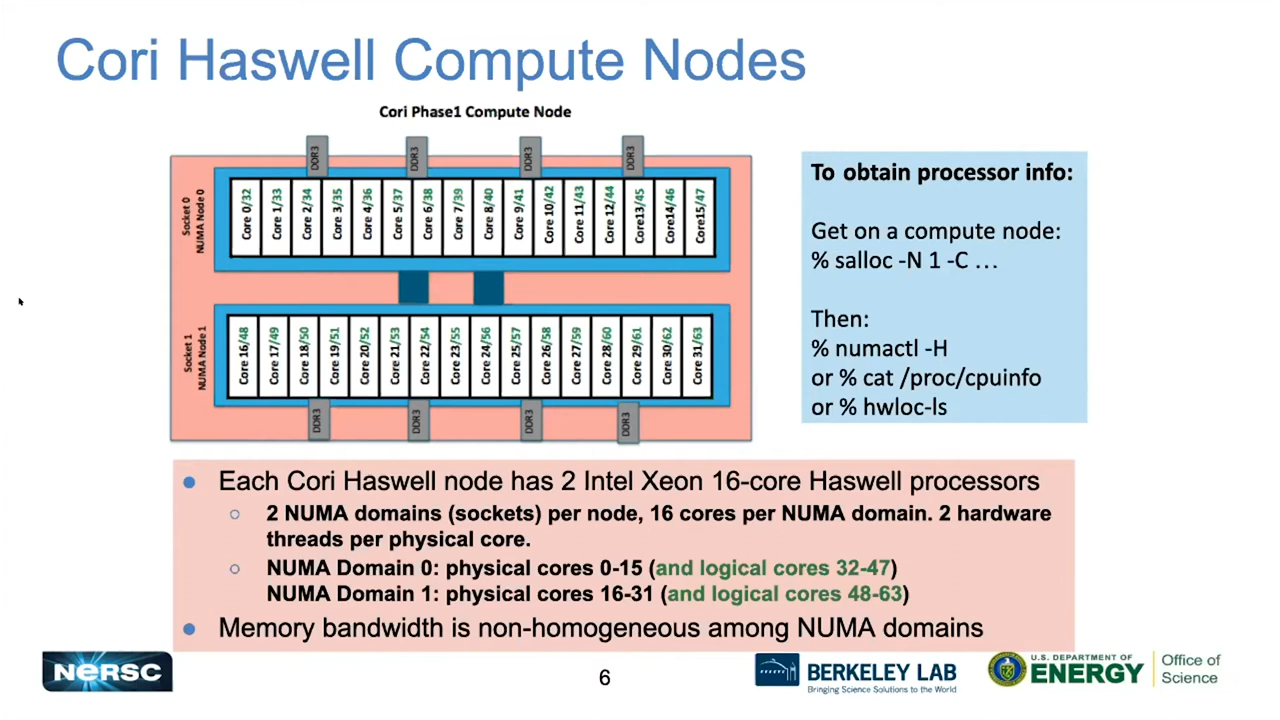 Cori Haswell Compute Nodes
Cori Phase1 Compute Node
DDR3
DDR3
DDR3
DDR3
Socket 0
NUMA Node 0
Core 0/32
Core 1/33
Core 2/34
Core 3/35
Core 4/36
Core 5/37
Core 6/38
Core 7/39
Core 8/40
Core 9/41
Core 10/42
Core 11/43
Core 12/44
Core13/45
Core14/46
Core15/47
Socket 1
NUMA Node 1
Core 16/48
Core 17/49
Core 18/50
Core 19/51
Core 20/52
Core 21/53
Core 22/54
Core 23/55
Core 24/56
Core 25/57
Core 26/58
Core 27/59
Core 28/60
Core 29/61
Core 30/62
Core 31/63
DDR3
DDR3
DDR3
DDR3
To obtain processor info:
Get on a compute node:
% salloc -N 1 -C …
Then:
% numactl -H
or % cat /proc/cpuinfo
or % hwloc-ls
● Each Cori Haswell node has 2 Intel Xeon 16-core Haswell processors
○ 2 NUMA domains (sockets) per node, 16 cores per NUMA domain. 2 hardware
threads per physical core.
○ NUMA Domain 0: physical cores 0-15 (and logical cores 32-47)
NUMA Domain 1: physical cores 16-31 (and logical cores 48-63)
● Memory bandwidth is non-homogeneous among NUMA domains
NERSC
6
BERKELEY LAB
Bringing Science Solutions to the World
U.S. DEPARTMENT OF
ENERGY
Office of
Science